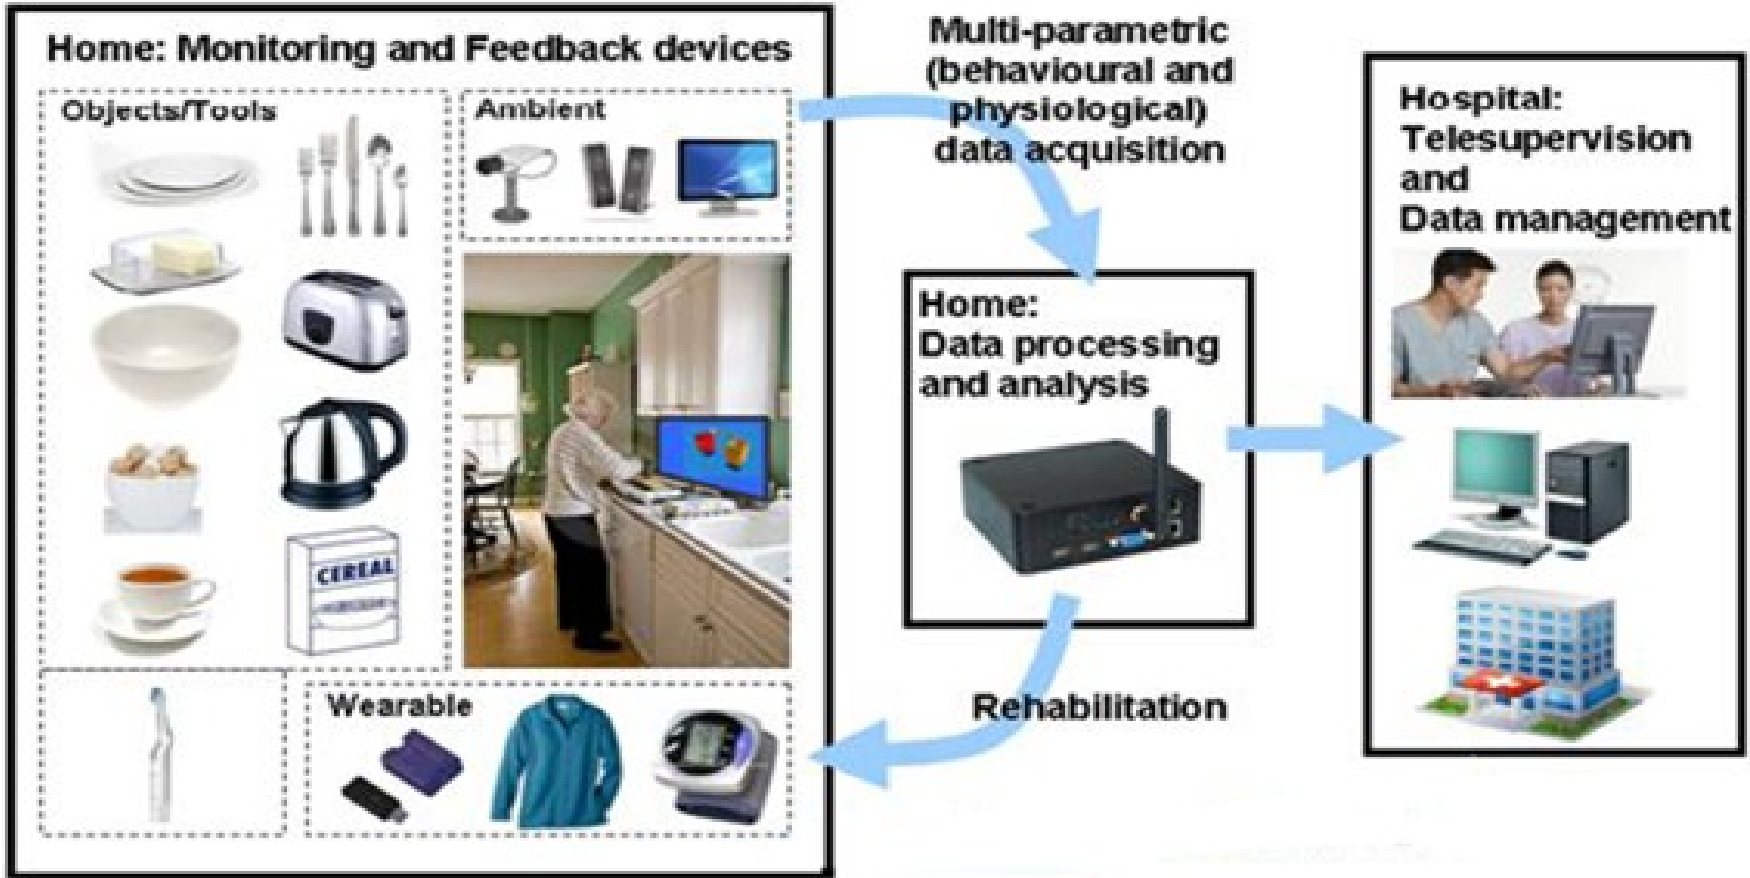 Home: Monitoring and Feedback devices
Objects/Tools
Ambient
CEREAL
Wearable
Multi-parametric
(behavioural and
physiological)
data acquisition
Home:
Data processing
and analysis
Rehabilitation
Hospital:
Telesupervision
and
Data management